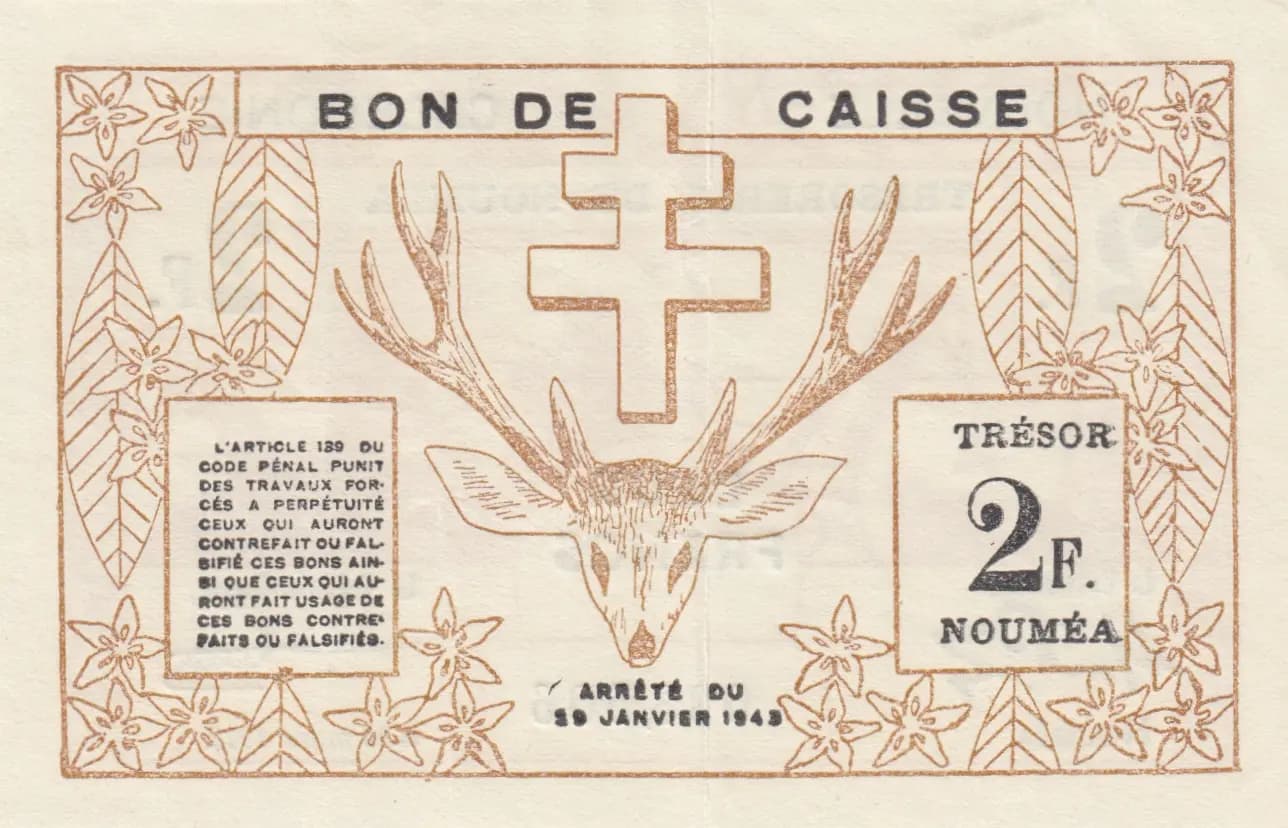 BON DE CAISSE
L'ARTICLE 139 DU
CODE PÉNAL PUNIT
DES TRAVAUX FOR-
CÉS A PERPÉTUITÉ
CEUX QUI AURONT
CONTREFAIT OU FAL-
SIFIÉ CES BONS AIN-
SI QUE CEUX QUI AU-
RONT FAIT USAGE DE
CES BONS CONTRE-
FAITS OU FALSIFIÉS.
TRÉSOR
2F.
NOUMÉA
ARRÊTÉ DU
29 JANVIER 1943